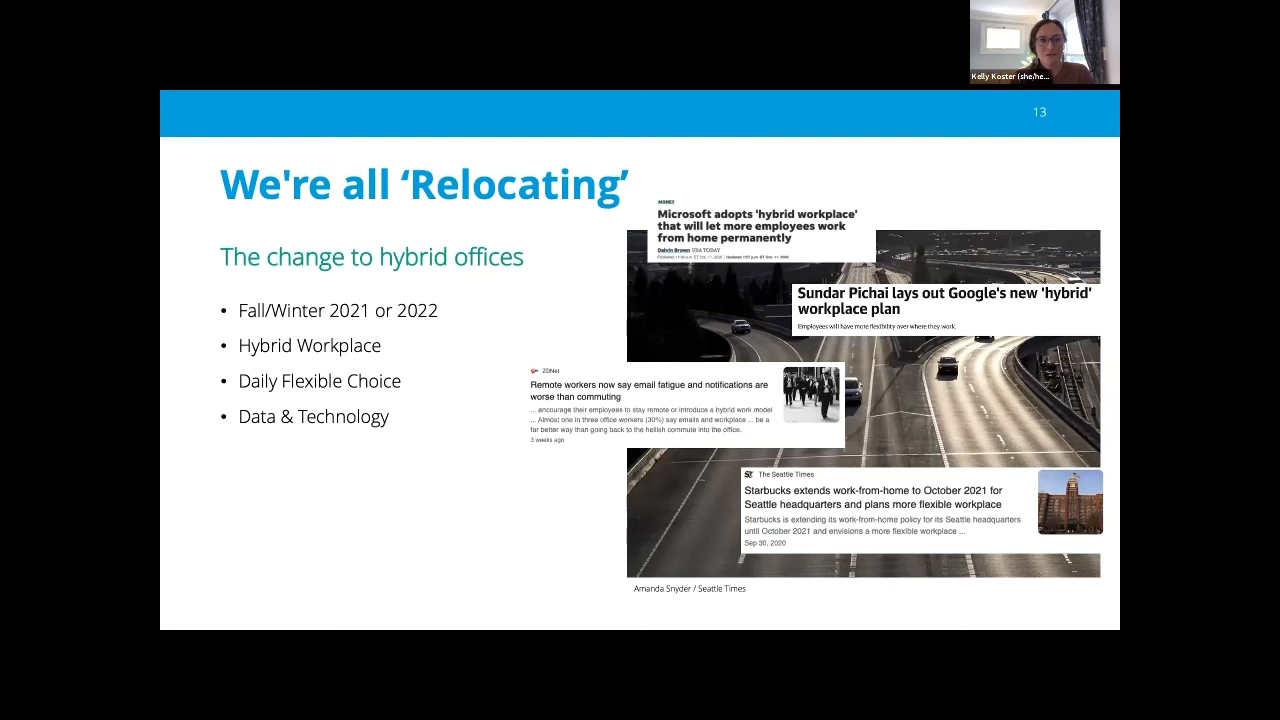 Kelly Koster (she/he...
13
We're all ‘Relocating’
The change to hybrid offices
• Fall/Winter 2021 or 2022
• Hybrid Workplace
• Daily Flexible Choice
• Data & Technology
MONEY
Microsoft adopts 'hybrid workplace'
that will let more employees work
from home permanently
Dalvin Brown USA TODAY
Sundar Pichai lays out Google's new 'hybrid'
workplace plan
Employees will have more flexibility over where they work.
ZDNet
Remote workers now say email fatigue and notifications are
worse than commuting
... encourage their employees to stay remote or introduce a hybrid work model
... Almost one in three office workers (30%) say emails and workplace ... be a
far better way than going back to the hellish commute into the office.
3 weeks ago
The Seattle Times
Starbucks extends work-from-home to October 2021 for
Seattle headquarters and plans more flexible workplace
Starbucks is extending its work-from-home policy for its Seattle headquarters
until October 2021 and envisions a more flexible workplace ...
Sep 30, 2020
Amanda Snyder / Seattle Times